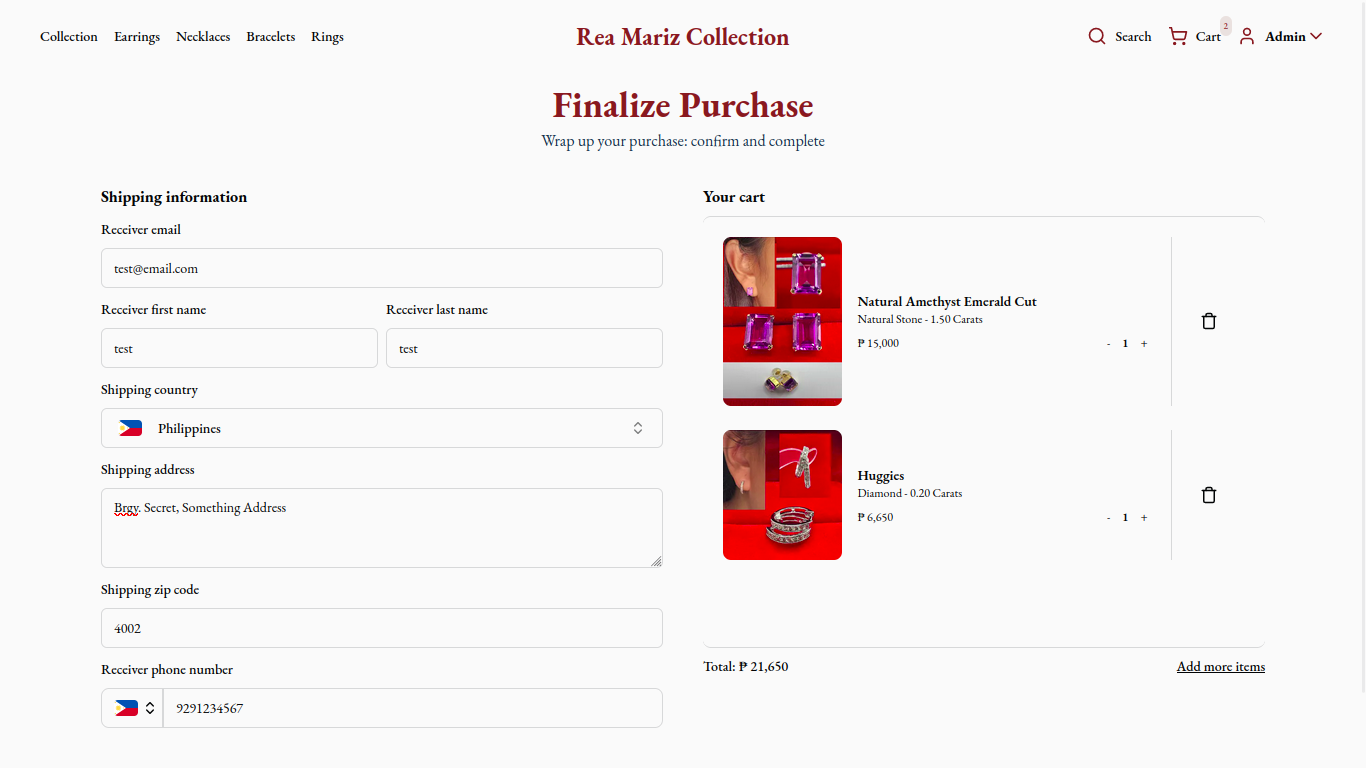 Collection Earrings Necklaces Bracelets Rings
Rea Mariz Collection
Search Cart 2 Admin
Finalize Purchase
Wrap up your purchase: confirm and complete
Shipping information
Receiver email
test@email.com
Receiver first name Receiver last name
test test
Shipping country
Philippines
Shipping address
Brgy. Secret, Something Address
Shipping zip code
4002
Receiver phone number
9291234567
Your cart
Natural Amethyst Emerald Cut
Natural Stone - 1.50 Carats
₱ 15,000 - 1 +
Huggies
Diamond - 0.20 Carats
₱ 6,650 - 1 +
Total: ₱ 21,650 Add more items